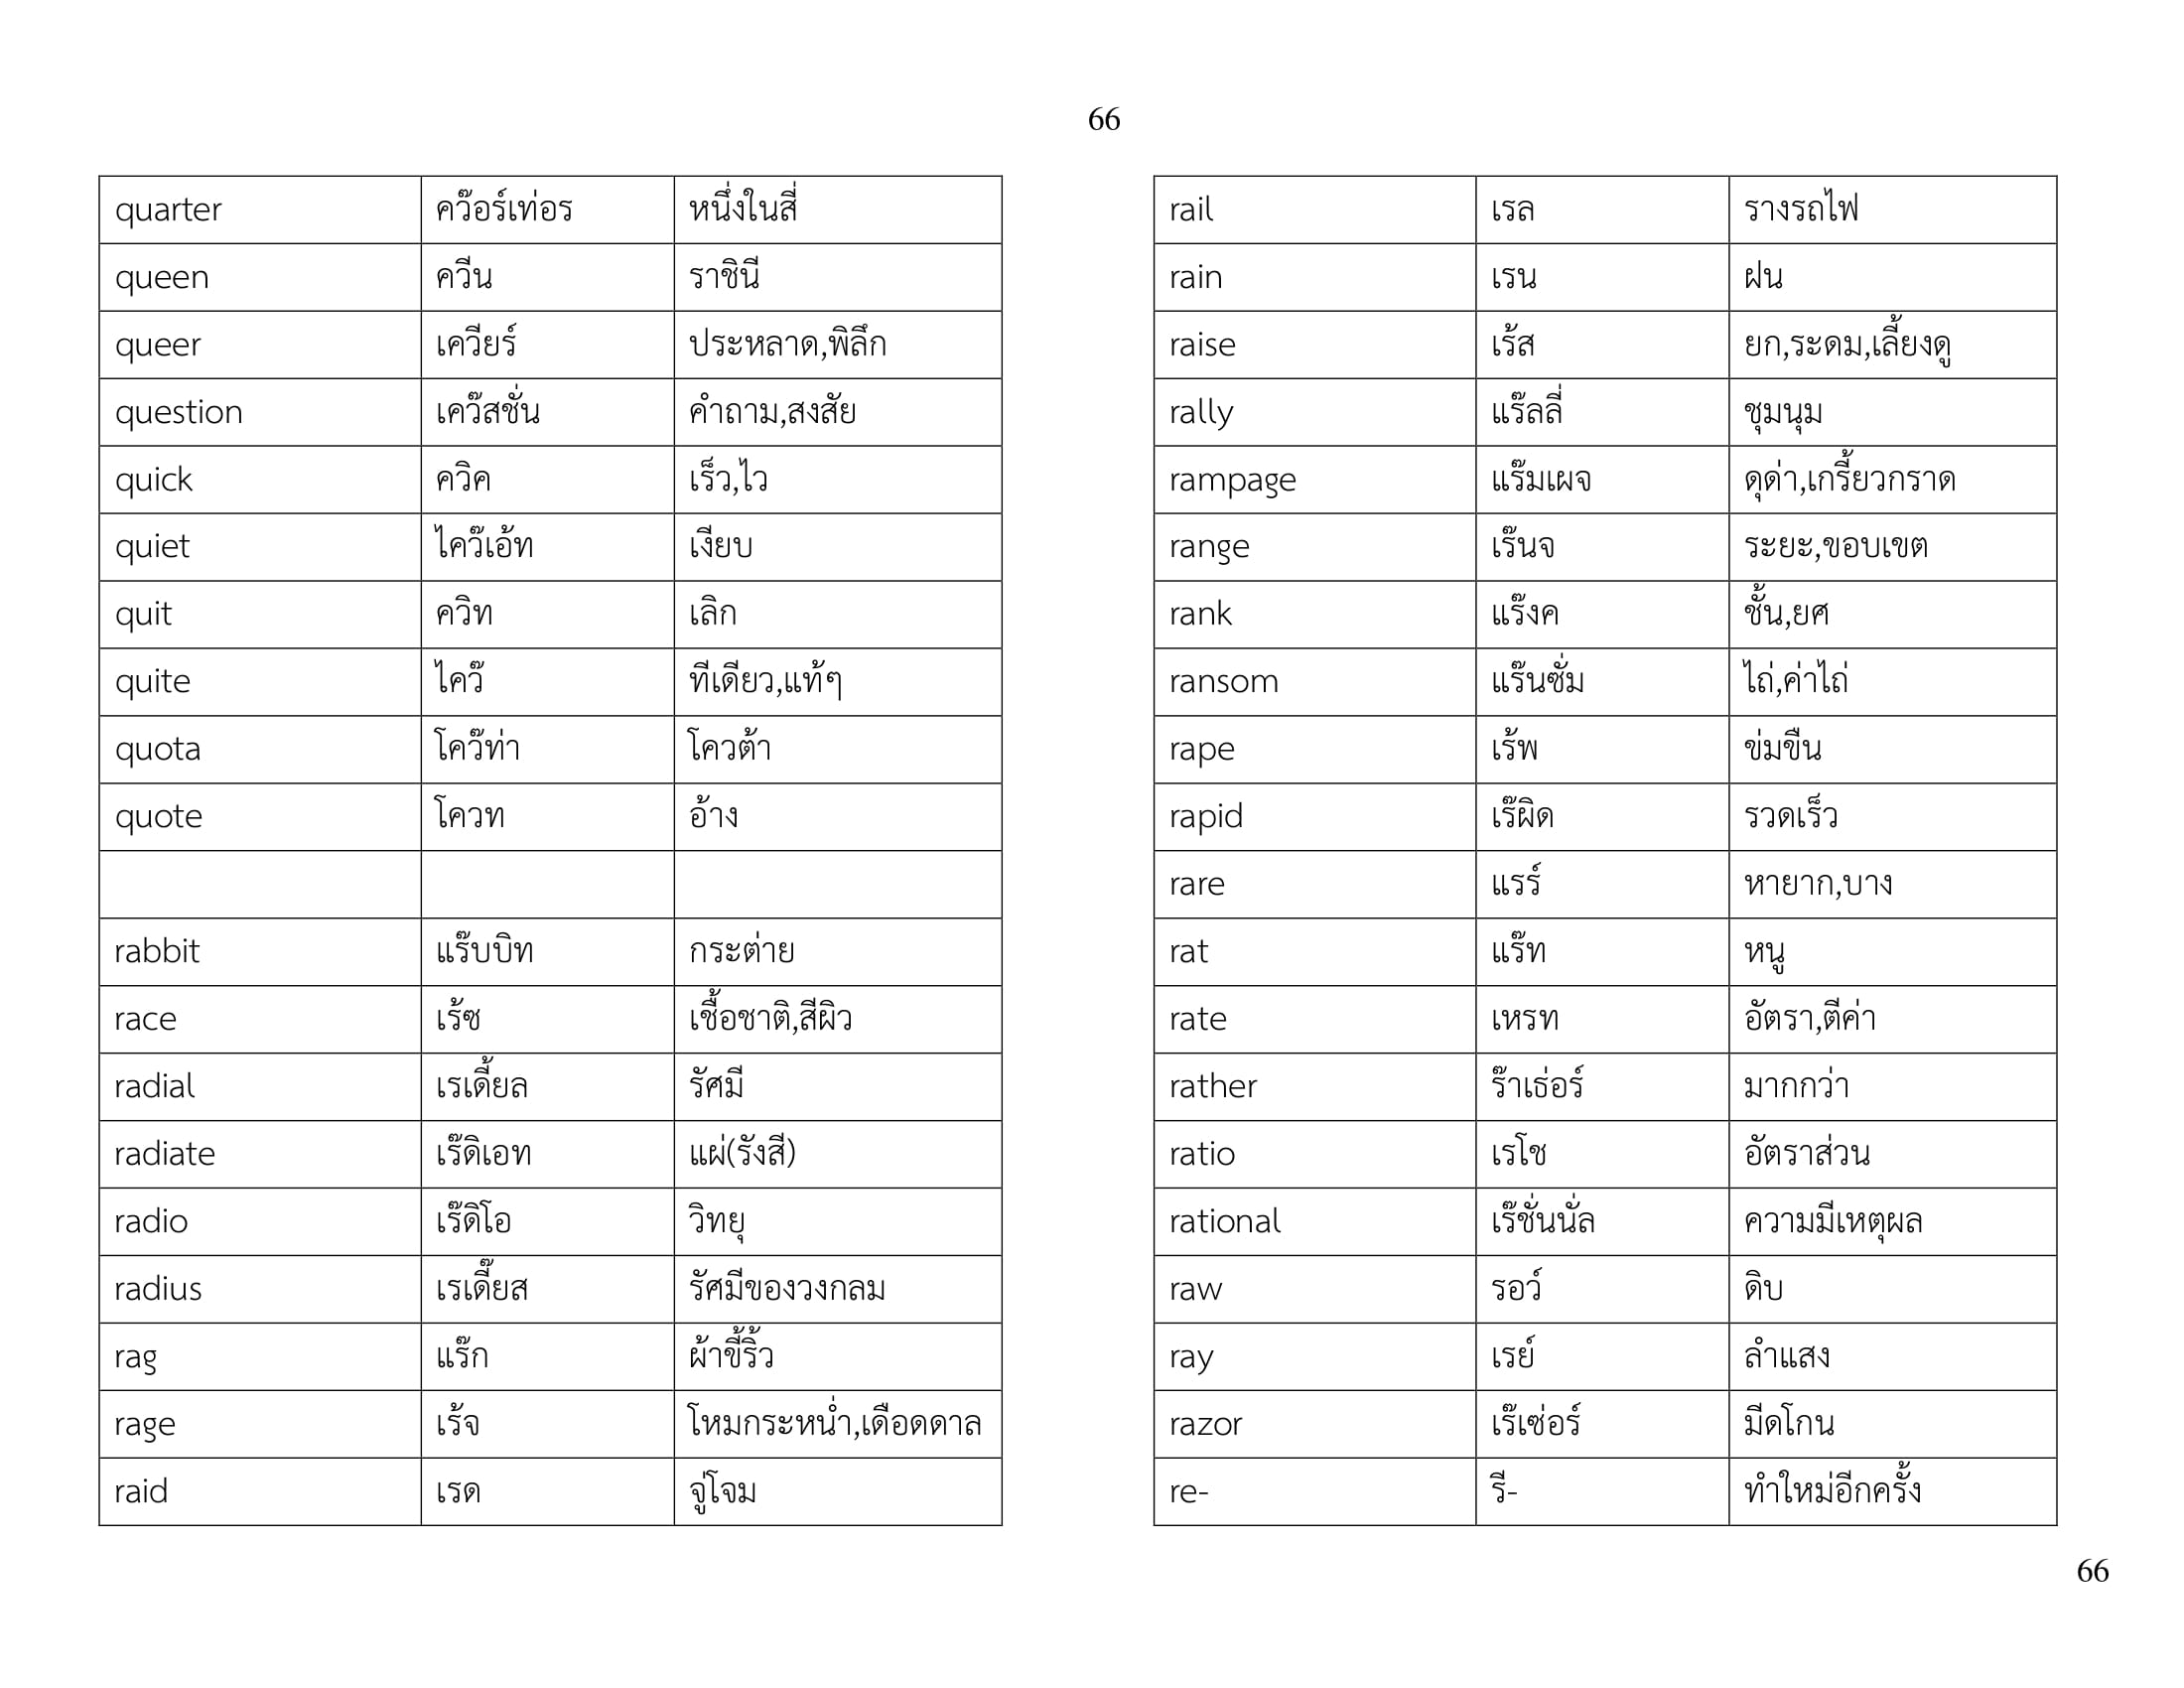 66
quarter คว๊อร์เท่อร หนึ่งในสี่
queen ควีน ราชินี
queer เควียร์ ประหลาด,พิลึก
question เคว๊สชั่น คำถาม,สงสัย
quick ควิค เร็ว,ไว
quiet ไคว๊เอ้ท เงียบ
quit ควิท เลิก
quite ไคว๊ ทีเดียว,แท้ๆ
quota โคว๊ท่า โควต้า
quote โควท อ้าง
rabbit แร๊บบิท กระต่าย
race เร้ซ เชื้อชาติ,สีผิว
radial เรเดี้ยล รัศมี
radiate เร๊ดิเอท แผ่(รังสี)
radio เร๊ดิโอ วิทยุ
radius เรเดี๊ยส รัศมีของวงกลม
rag แร๊ก ผ้าขี้ริ้ว
rage เร้จ โหมกระหน่ำ,เดือดดาล
raid เรด จู่โจม
rail เรล รางรถไฟ
rain เรน ฝน
raise เร้ส ยก,ระดม,เลี้ยงดู
rally แร๊ลลี่ ชุมนุม
rampage แร๊มเผจ ดุด่า,เกรี้ยวกราด
range เร๊นจ ระยะ,ขอบเขต
rank แร๊งค ชั้น,ยศ
ransom แร๊นซั่ม ไถ่,ค่าไถ่
rape เร้พ ข่มขืน
rapid เร๊ผิด รวดเร็ว
rare แรร์ หายาก,บาง
rat แร๊ท หนู
rate เหรท อัตรา,ตีค่า
rather ร๊าเธ่อร์ มากกว่า
ratio เรโช อัตราส่วน
rational เร๊ชั่นนั่ล ความมีเหตุผล
raw รอว์ ดิบ
ray เรย์ ลำแสง
razor เร๊เซ่อร์ มีดโกน
re- รี- ทำใหม่อีกครั้ง
66